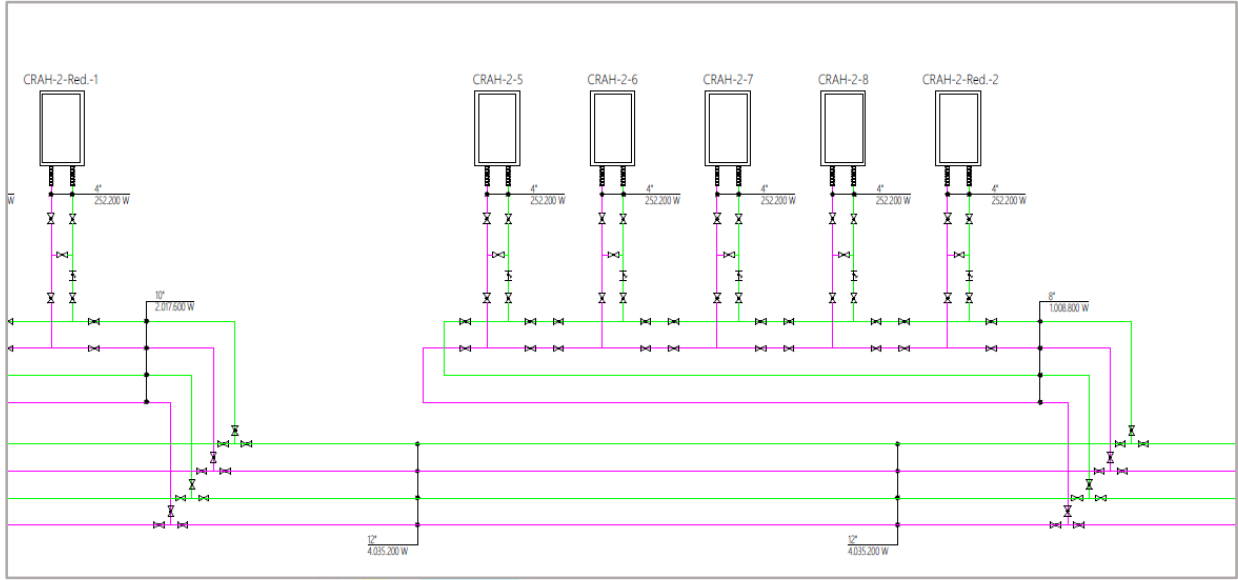 CRAH-2-Red.-1
CRAH-2-5
CRAH-2-6
CRAH-2-7
CRAH-2-8
CRAH-2-Red.-2
W
4"
252.200 W
4"
252.200 W
4"
252.200 W
4"
252.200 W
4"
252.200 W
4"
252.200 W
10"
2.017.600 W
8"
1.008.800 W
12"
4.035.200 W
12"
4.035.200 W